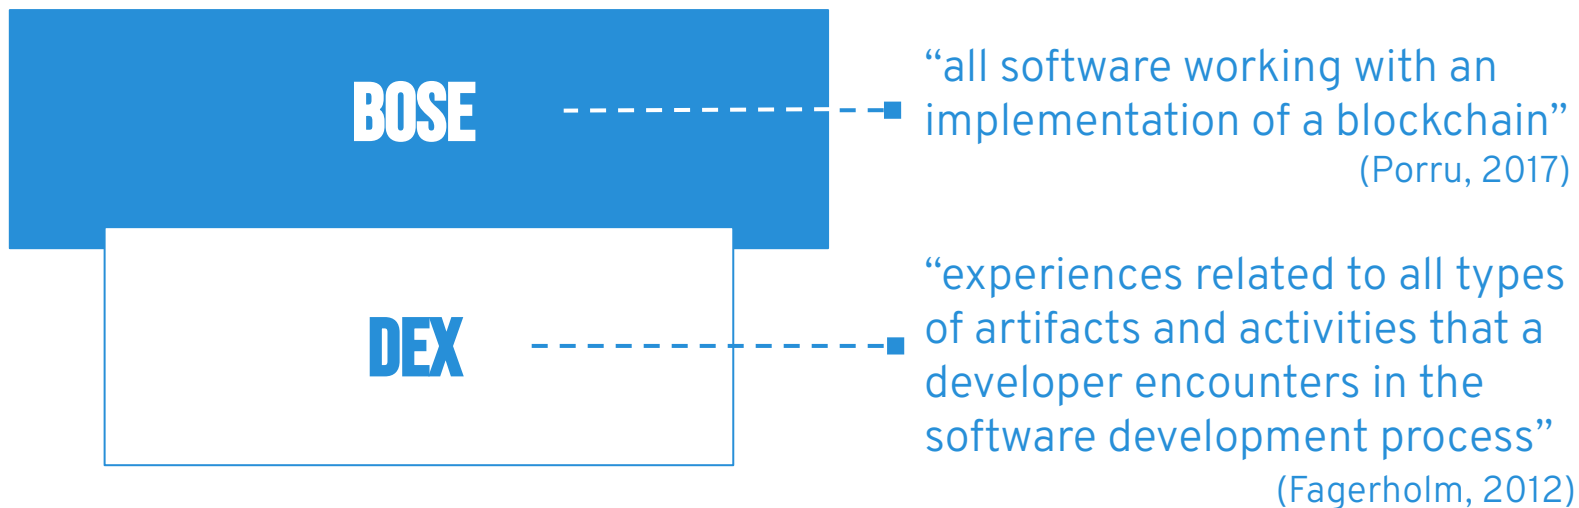 BOSE
“all software working with an
implementation of a blockchain”
(Porru, 2017)
DEX
“experiences related to all types
of artifacts and activities that a
developer encounters in the
software development process”
(Fagerholm, 2012)